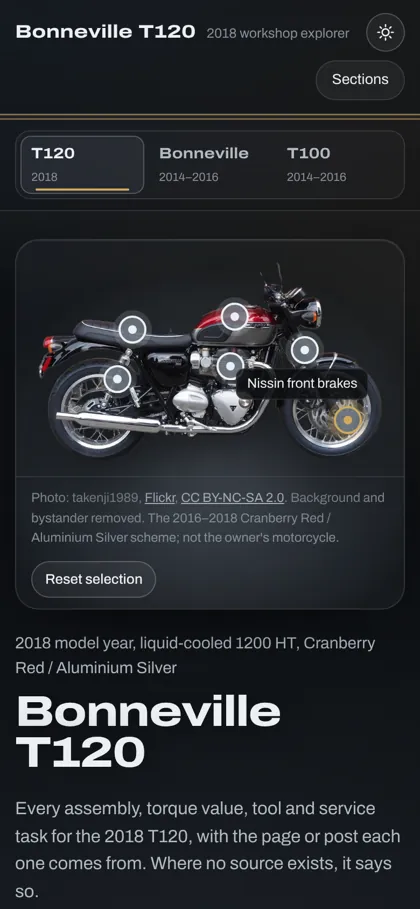 Bonneville T120 2018 workshop explorer
Sections
T120 Bonneville T100
2018 2014–2016 2014–2016
Nissin front brakes
Photo: takenji1989, Flickr, CC BY-NC-SA 2.0. Background and
bystander removed. The 2016–2018 Cranberry Red /
Aluminium Silver scheme; not the owner's motorcycle.
Reset selection
2018 model year, liquid-cooled 1200 HT, Cranberry
Red / Aluminium Silver
Bonneville
T120
Every assembly, torque value, tool and service
task for the 2018 T120, with the page or post each
one comes from. Where no source exists, it says
so.